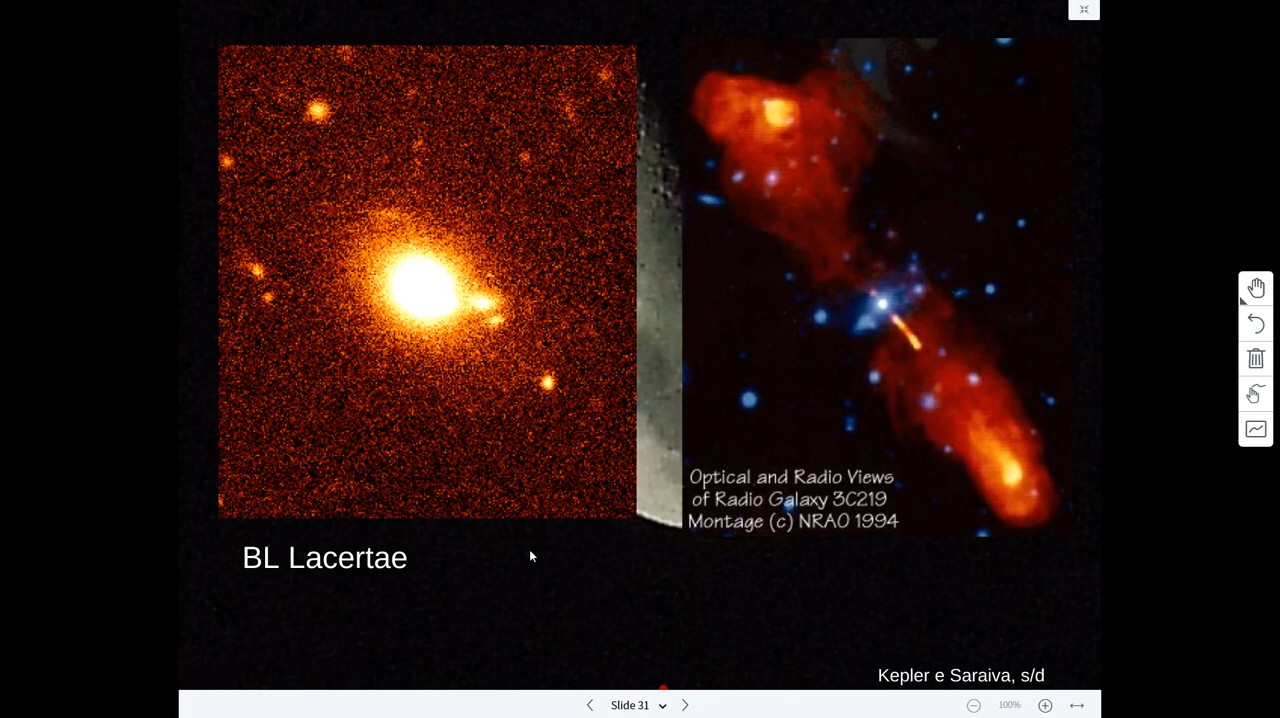 Optical and Radio Views
of Radio Galaxy 3C219
Montage (c) NRAO 1994
BL Lacertae
Kepler e Saraiva, s/d
Slide 31
100%